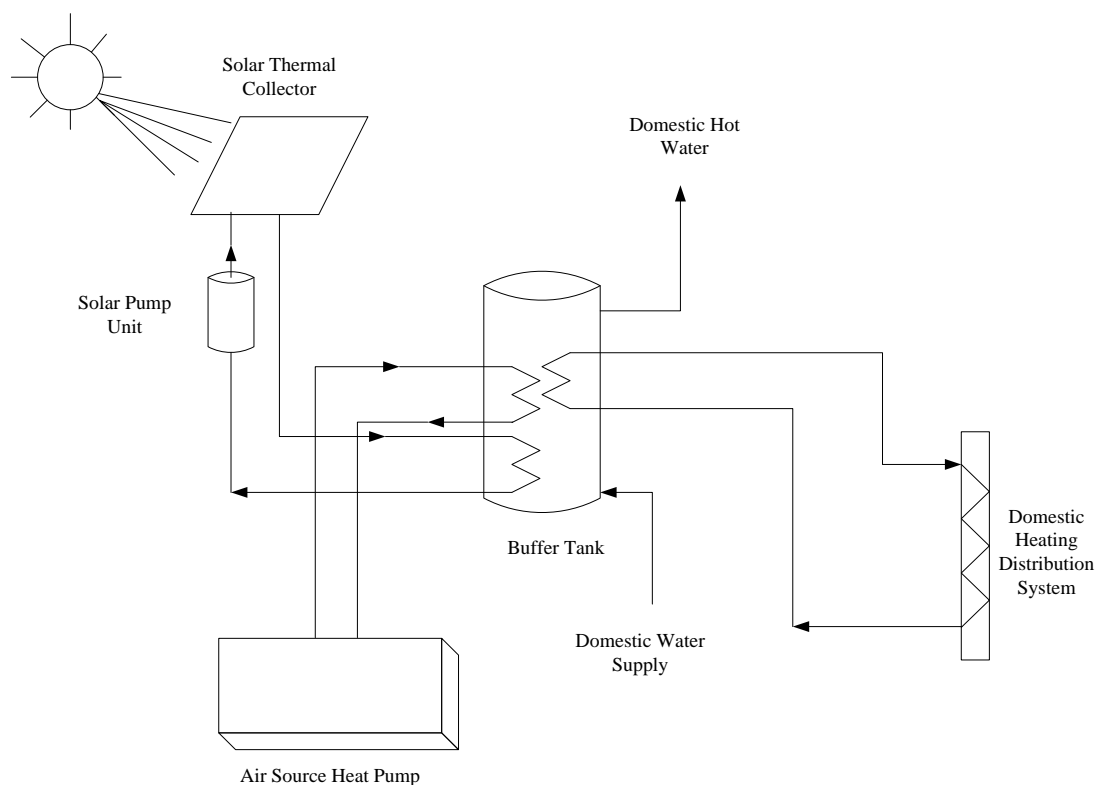 Solar Thermal
Collector
Domestic Hot
Water
Solar Pump
Unit
Buffer Tank
Domestic
Heating
Distribution
System
Domestic Water
Supply
Air Source Heat Pump